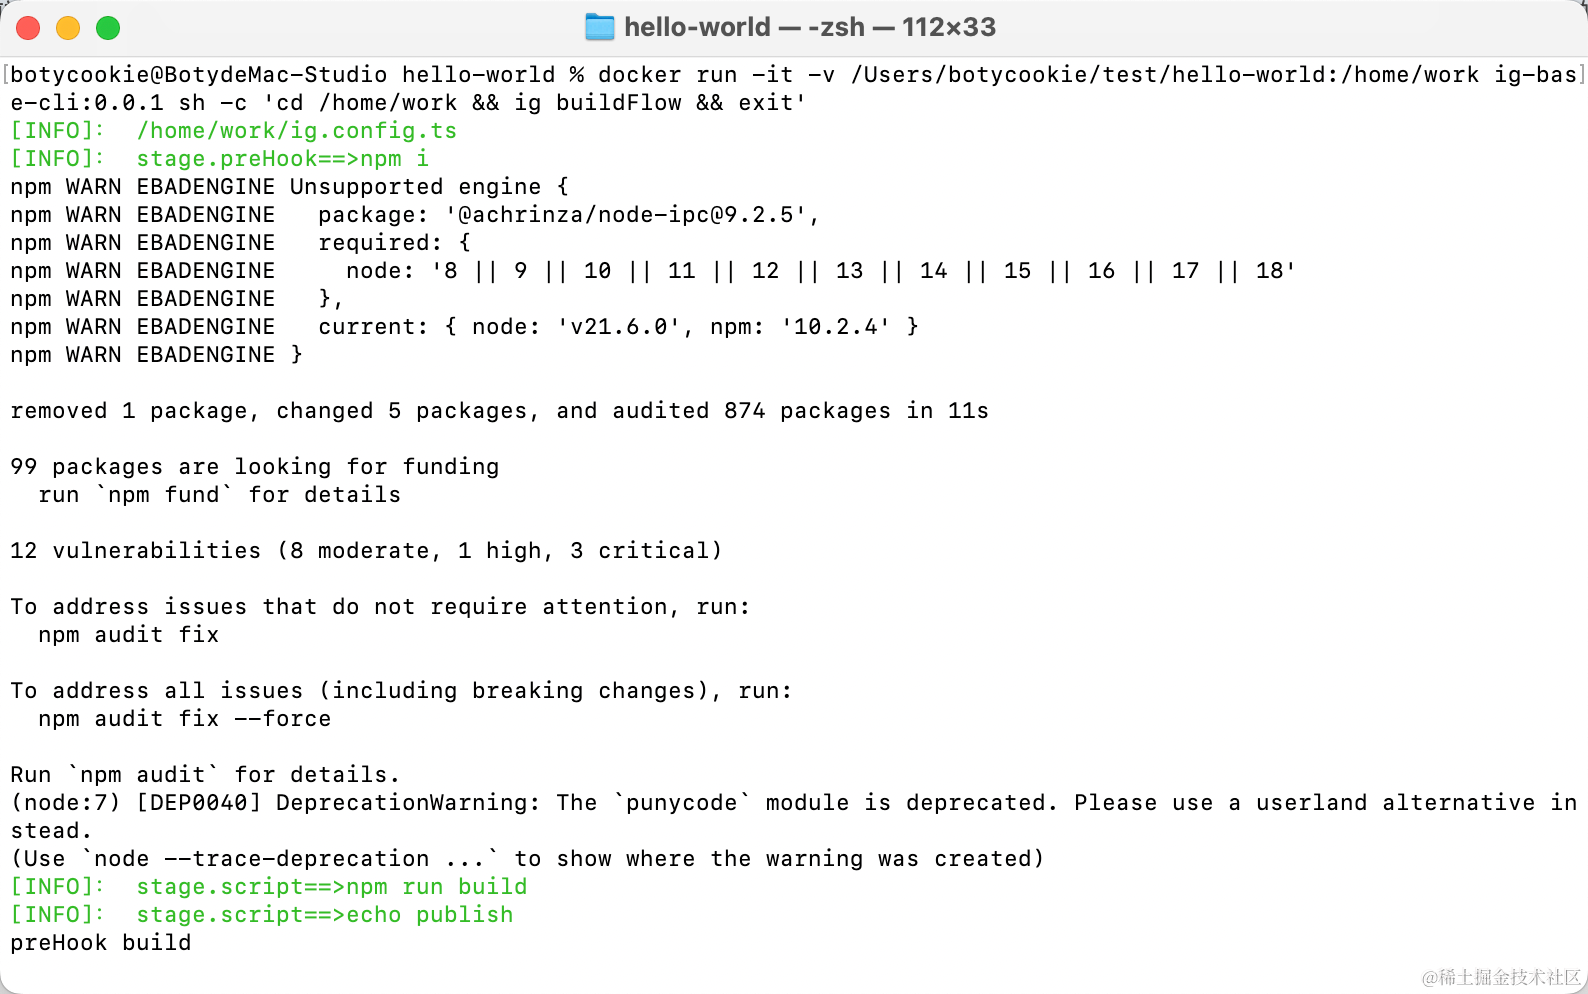 hello-world — -zsh — 112×33
[botycookie@BotydeMac-Studio hello-world % docker run -it -v /Users/botycookie/test/hello-world:/home/work ig-bas]
e-cli:0.0.1 sh -c 'cd /home/work && ig buildFlow && exit'
[INFO]:  /home/work/ig.config.ts
[INFO]:  stage.preHook==>npm i
npm WARN EBADENGINE Unsupported engine {
npm WARN EBADENGINE   package: '@achrinza/node-ipc@9.2.5',
npm WARN EBADENGINE   required: {
npm WARN EBADENGINE     node: '8 || 9 || 10 || 11 || 12 || 13 || 14 || 15 || 16 || 17 || 18'
npm WARN EBADENGINE   },
npm WARN EBADENGINE   current: { node: 'v21.6.0', npm: '10.2.4' }
npm WARN EBADENGINE }
removed 1 package, changed 5 packages, and audited 874 packages in 11s
99 packages are looking for funding
  run `npm fund` for details
12 vulnerabilities (8 moderate, 1 high, 3 critical)
To address issues that do not require attention, run:
  npm audit fix
To address all issues (including breaking changes), run:
  npm audit fix --force
Run `npm audit` for details.
(node:7) [DEP0040] DeprecationWarning: The `punycode` module is deprecated. Please use a userland alternative in
stead.
(Use `node --trace-deprecation ...` to show where the warning was created)
[INFO]:  stage.script==>npm run build
[INFO]:  stage.script==>echo publish
preHook build
@稀土掘金技术社区